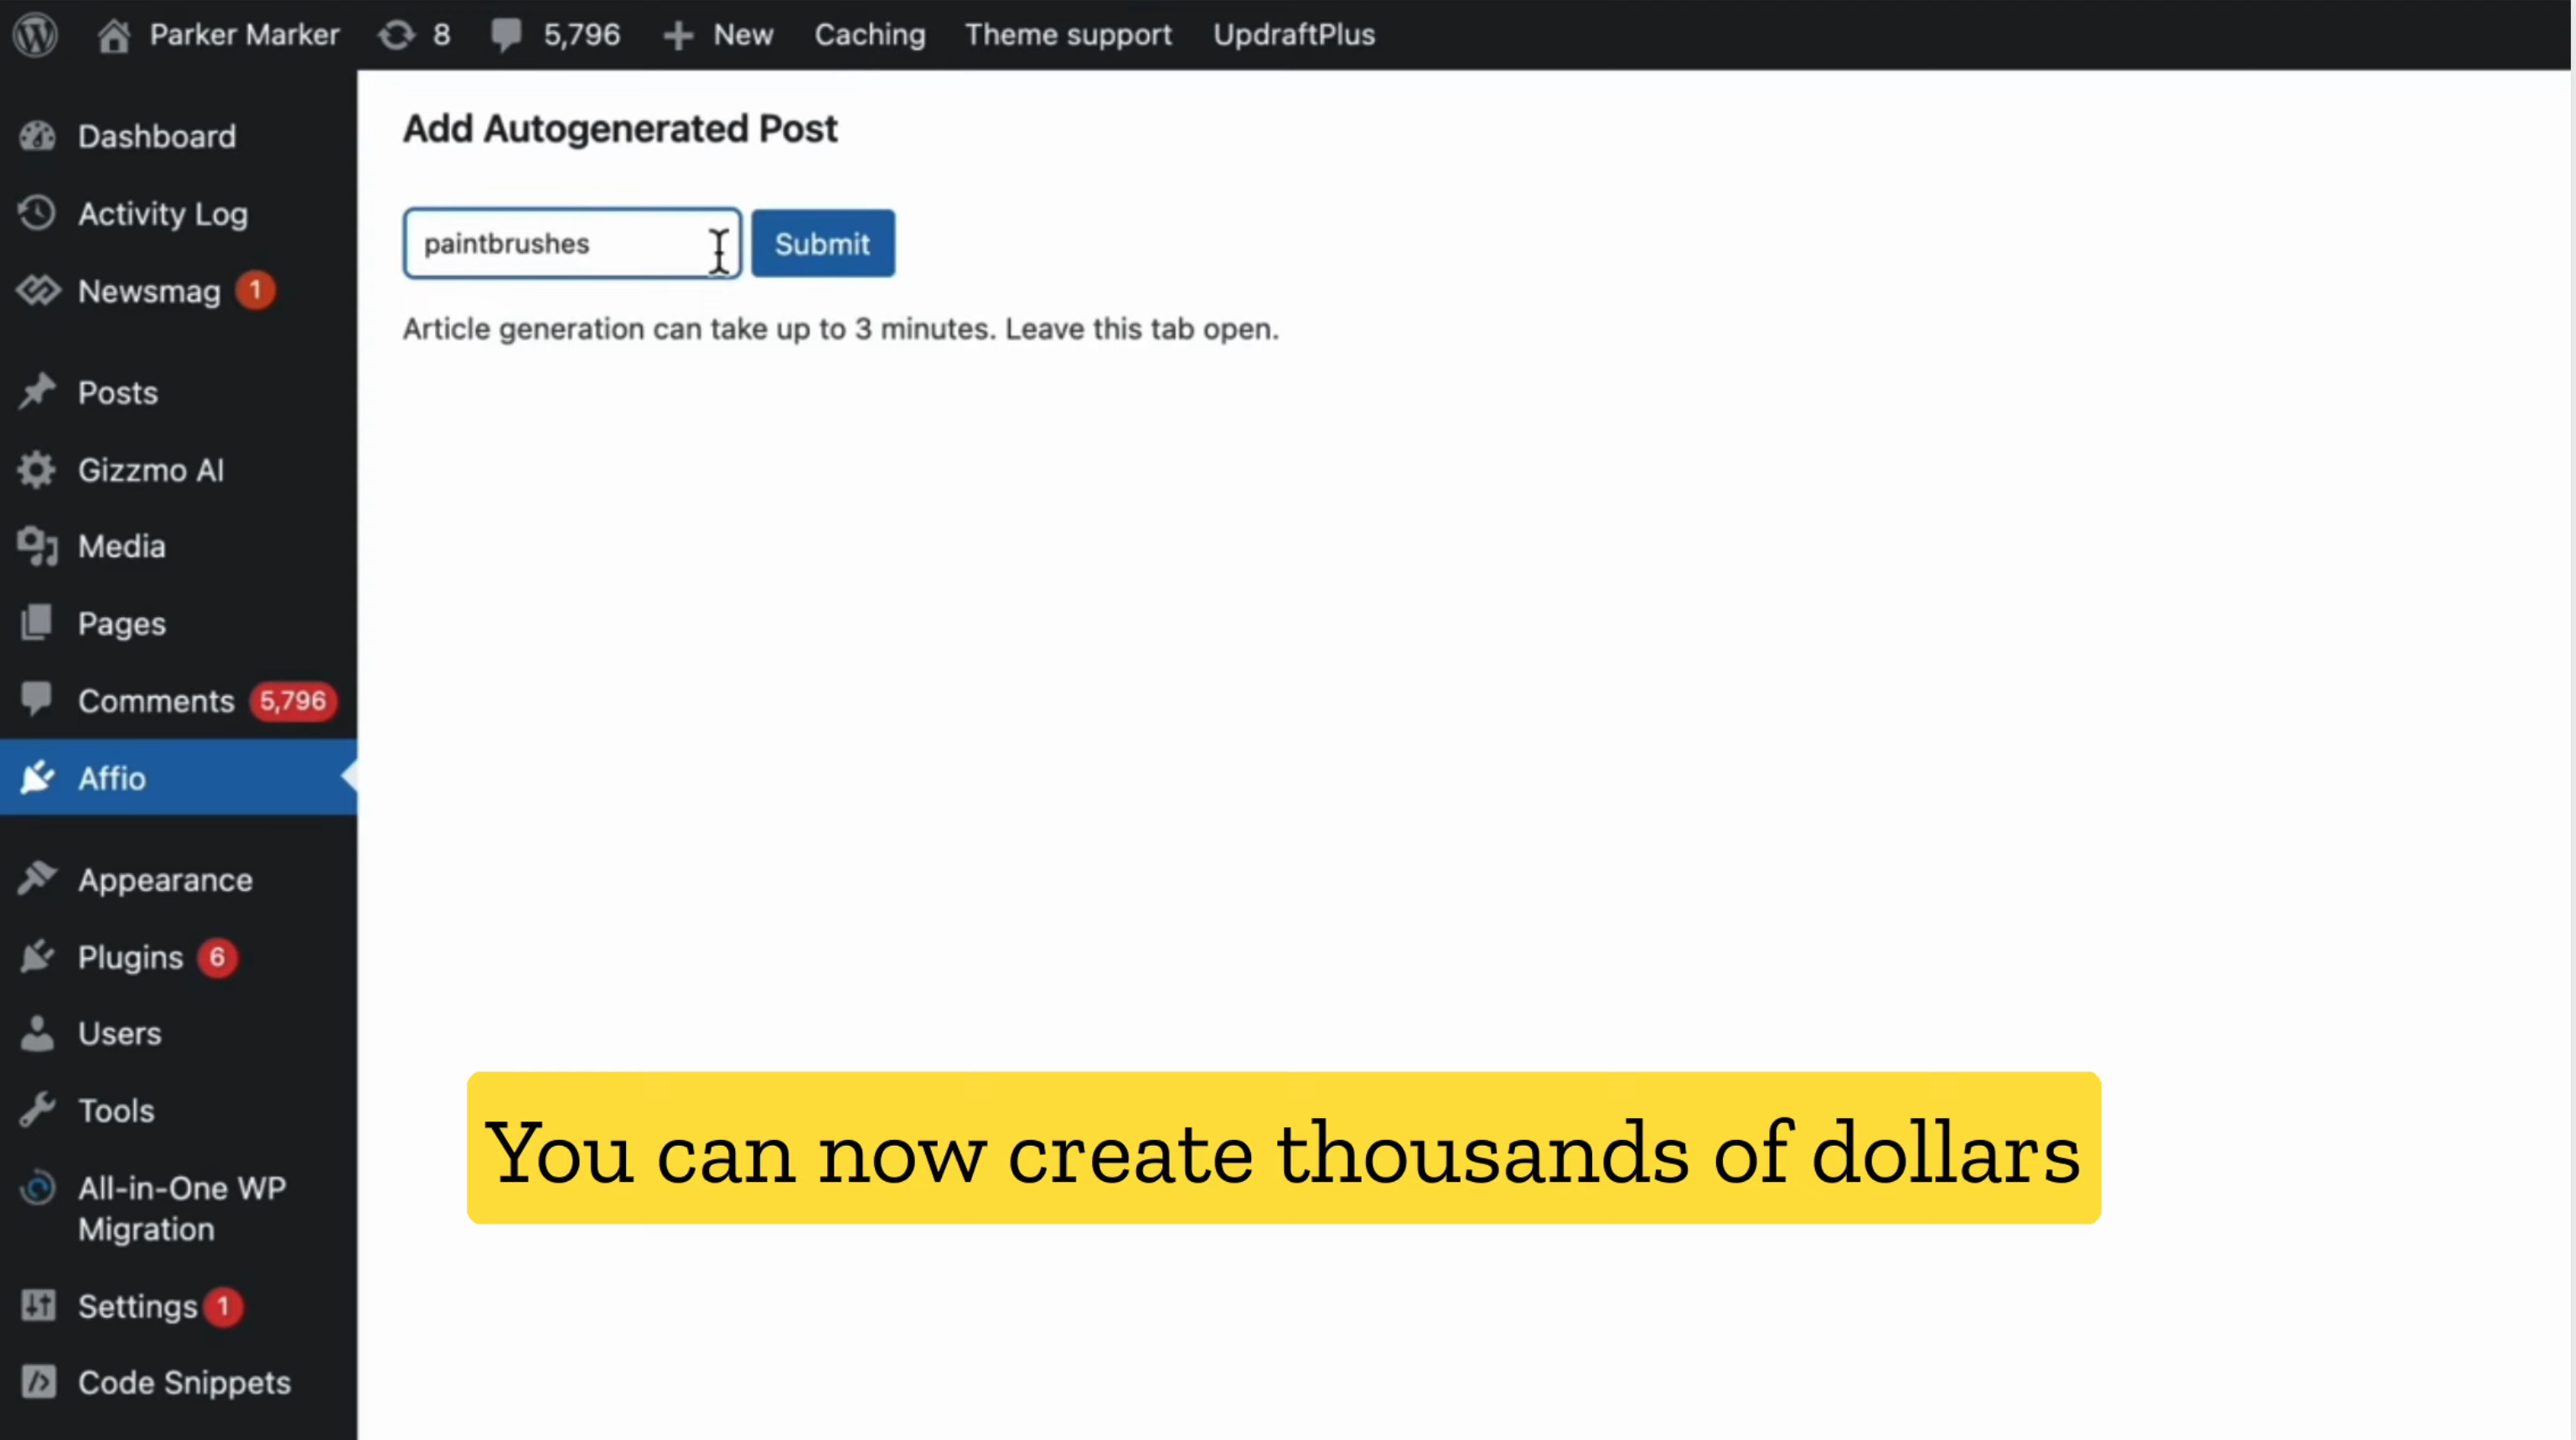 Parker Marker 8 5,796 + New Caching Theme support UpdraftPlus
Dashboard
Activity Log
Newsmag 1
Posts
Gizzmo AI
Media
Pages
Comments 5,796
Affio
Appearance
Plugins 6
Users
Tools
All-in-One WP
Migration
Settings 1
Code Snippets
Add Autogenerated Post
paintbrushes Submit
Article generation can take up to 3 minutes. Leave this tab open.
You can now create thousands of dollars